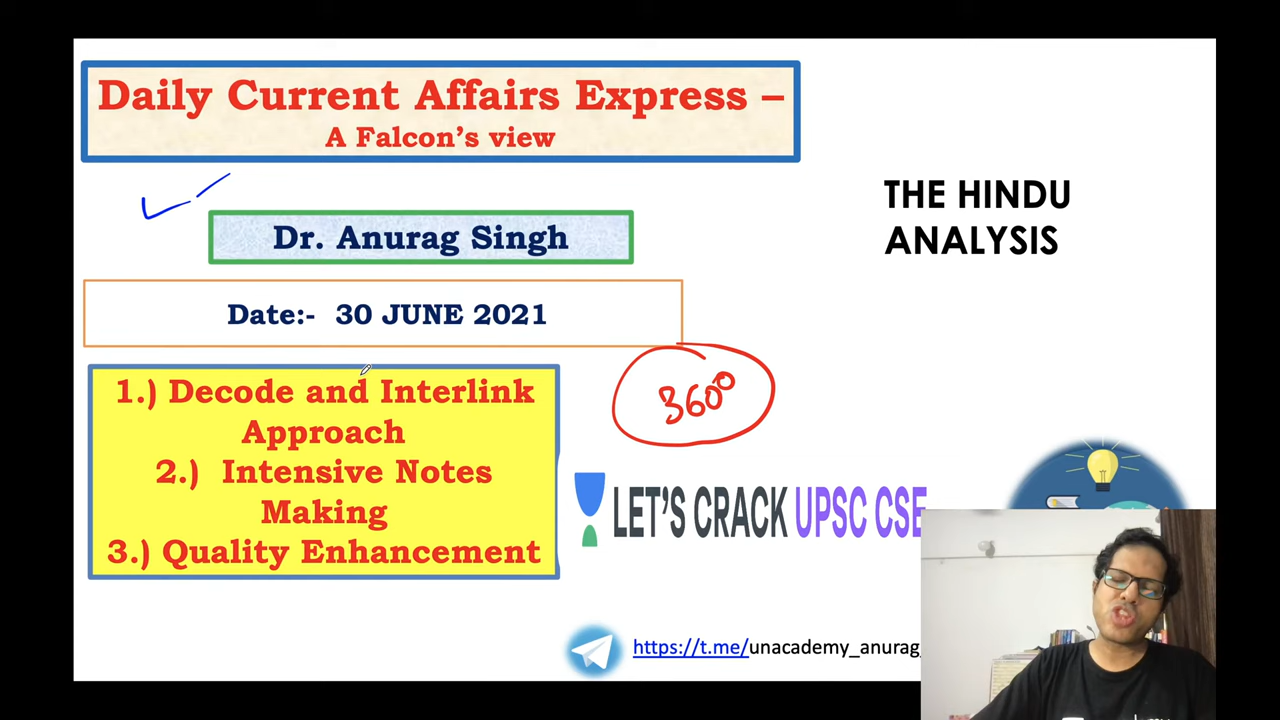 Daily Current Affairs Express –
A Falcon's view
THE HINDU
ANALYSIS
Dr. Anurag Singh
Date:- 30 JUNE 2021
1.) Decode and Interlink
Approach
2.) Intensive Notes
Making
3.) Quality Enhancement
360°
LET'S CRACK UPSC CSE
https://t.me/unacademy_anurag_